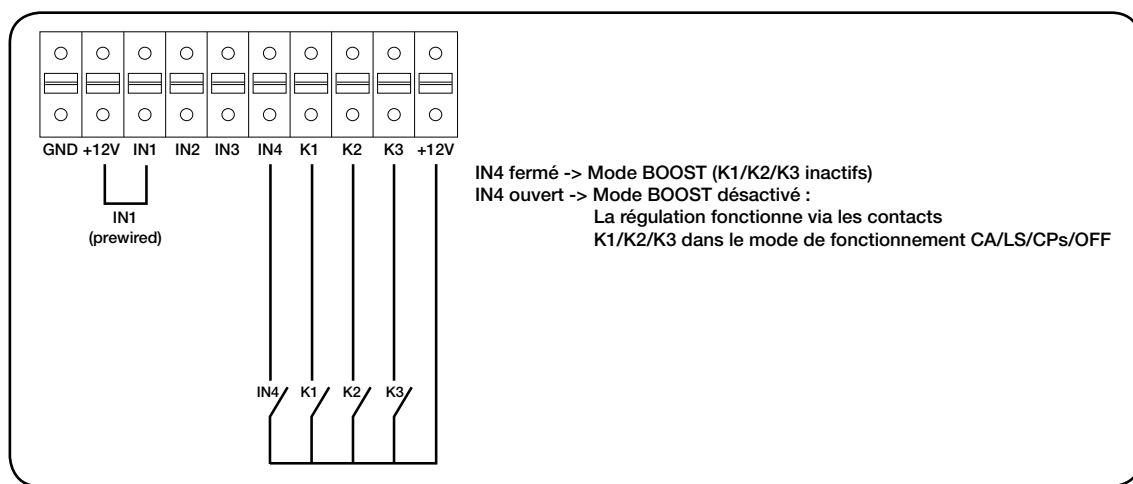 GND +12V IN1 IN2 IN3 IN4 K1 K2 K3 +12V
IN1
(prewired)
IN4 fermé -> Mode BOOST (K1/K2/K3 inactifs)
IN4 ouvert -> Mode BOOST désactivé :
La régulation fonctionne via les contacts
K1/K2/K3 dans le mode de fonctionnement CA/LS/CPs/OFF
IN4 K1 K2 K3